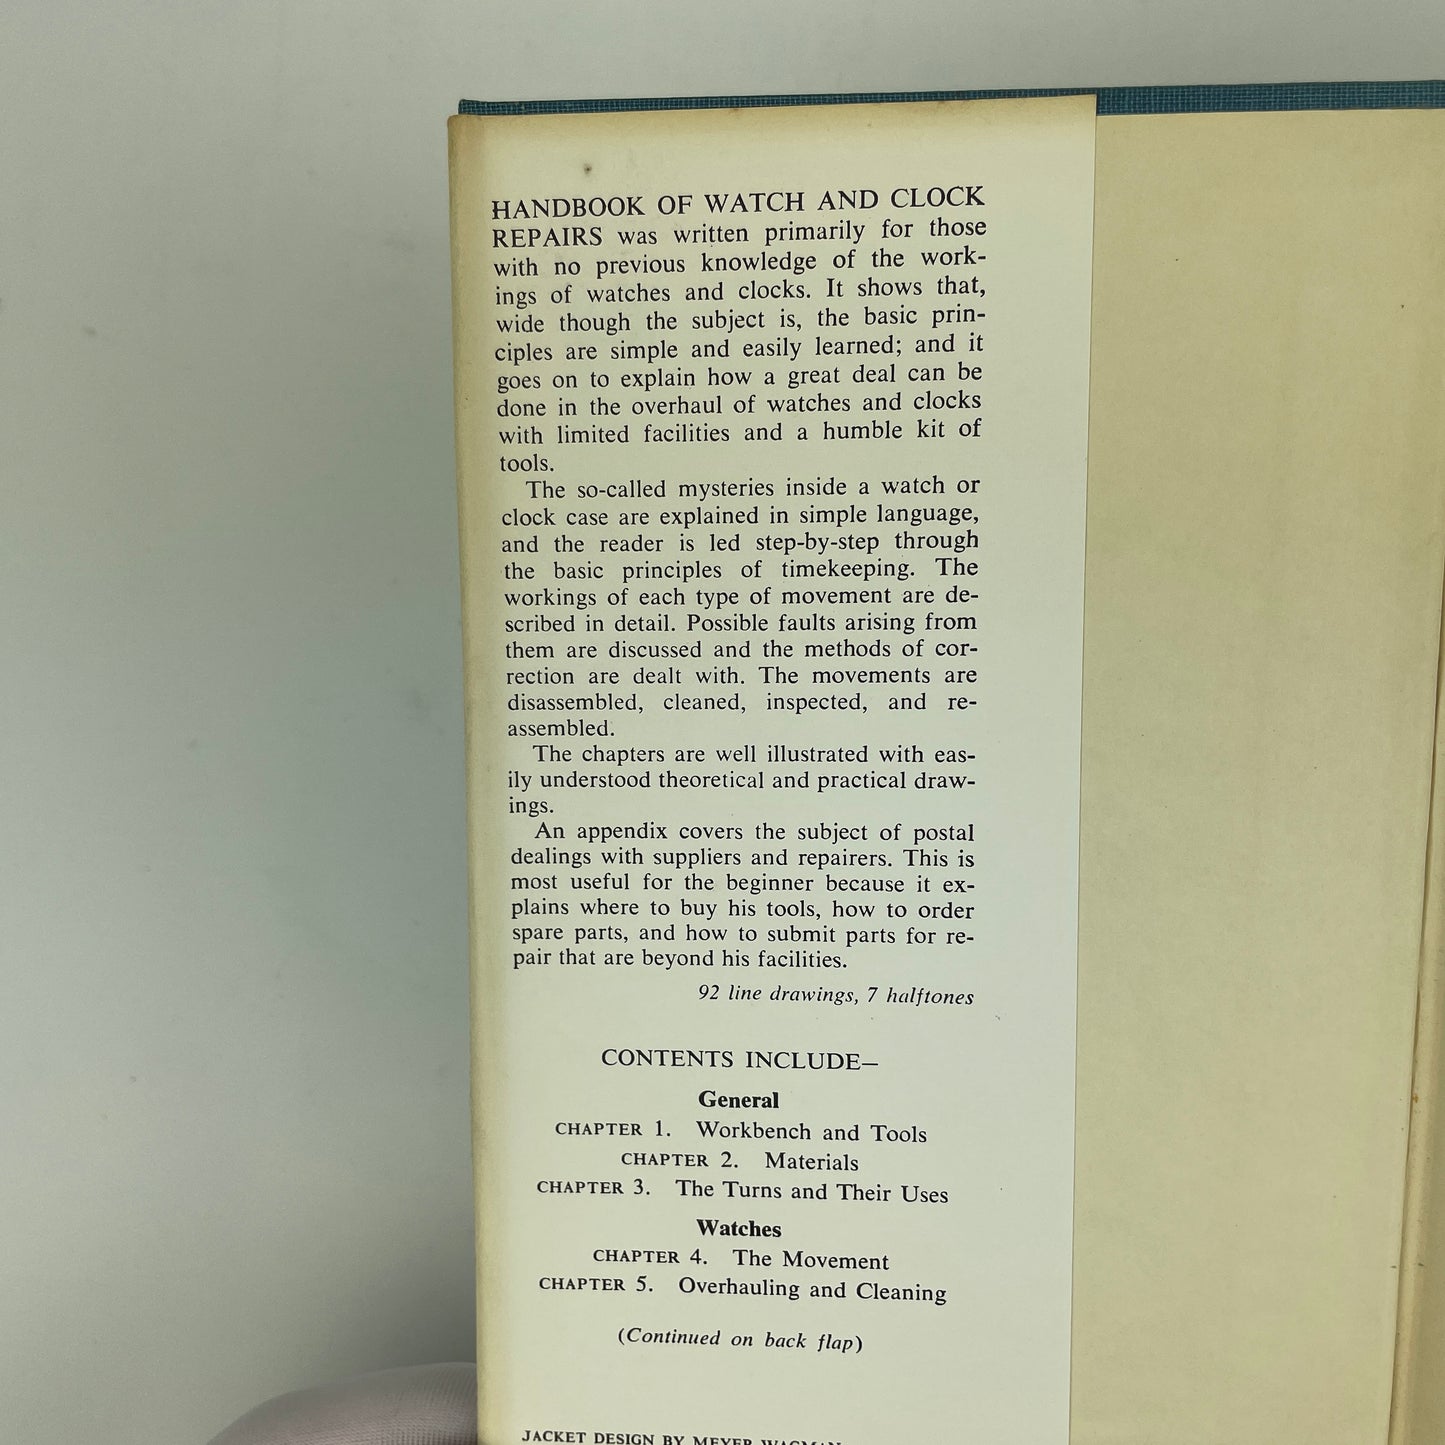 HANDBOOK OF WATCH AND CLOCK
REPAIRS was written primarily for those
with no previous knowledge of the work-
ings of watches and clocks. It shows that,
wide though the subject is, the basic prin-
ciples are simple and easily learned; and it
goes on to explain how a great deal can be
done in the overhaul of watches and clocks
with limited facilities and a humble kit of
tools.
The so-called mysteries inside a watch or
clock case are explained in simple language,
and the reader is led step-by-step through
the basic principles of timekeeping. The
workings of each type of movement are de-
scribed in detail. Possible faults arising from
them are discussed and the methods of cor-
rection are dealt with. The movements are
disassembled, cleaned, inspected, and re-
assembled.
The chapters are well illustrated with eas-
ily understood theoretical and practical draw-
ings.
An appendix covers the subject of postal
dealings with suppliers and repairers. This is
most useful for the beginner because it ex-
plains where to buy his tools, how to order
spare parts, and how to submit parts for re-
pair that are beyond his facilities.
92 line drawings, 7 halftones
CONTENTS INCLUDE—
General
CHAPTER 1. Workbench and Tools
CHAPTER 2. Materials
CHAPTER 3. The Turns and Their Uses
Watches
CHAPTER 4. The Movement
CHAPTER 5. Overhauling and Cleaning
(Continued on back flap)
JACKET DESIGN BY MEYER WAGMAN